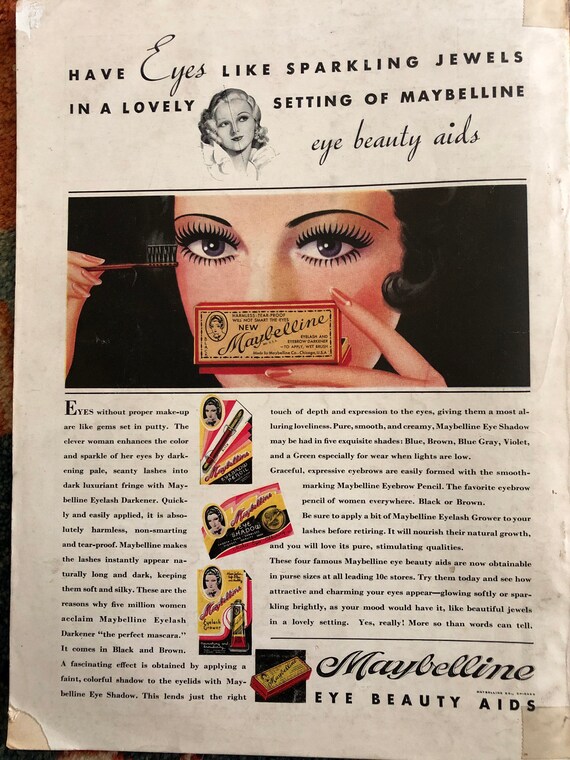 HAVE Eyes LIKE SPARKLING JEWELS
IN A LOVELY SETTING OF MAYBELLINE
eye beauty aids
HARMLESS TEAR-PROOF
WILL NOT SMART THE EYES
NEW
Maybelline
EYELASH AND
EYEBROW DARKENER
TO APPLY, WET BRUSH
Made by Maybelline Co., Chicago, U.S.A.
EYES without proper make-up
are like gems set in putty. The
clever woman enhances the color
and sparkle of her eyes by dark-
ening pale, scanty lashes into
dark luxuriant fringe with May-
belline Eyelash Darkener. Quick-
ly and easily applied, it is abso-
lutely harmless, non-smarting
and tear-proof. Maybelline makes
the lashes instantly appear na-
turally long and dark, keeping
them soft and silky. These are the
reasons why five million women
acclaim Maybelline Eyelash
Darkener "the perfect mascara."
It comes in Black and Brown.
A fascinating effect is obtained by applying a
faint, colorful shadow to the eyelids with May-
belline Eye Shadow. This lends just the right
Maybelline
EYEBROW
PENCIL
Maybelline
EYE
SHADOW
Maybelline
Eyelash
Grower
touch of depth and expression to the eyes, giving them a most al-
luring loveliness. Pure, smooth, and creamy, Maybelline Eye Shadow
may be had in five exquisite shades: Blue, Brown, Blue Gray, Violet,
and a Green especially for wear when lights are low.
Graceful, expressive eyebrows are easily formed with the smooth-
marking Maybelline Eyebrow Pencil. The favorite eyebrow
pencil of women everywhere. Black or Brown.
Be sure to apply a bit of Maybelline Eyelash Grower to your
lashes before retiring. It will nourish their natural growth,
and you will love its pure, stimulating qualities.
These four famous Maybelline eye beauty aids are now obtainable
in purse sizes at all leading 10c stores. Try them today and see how
attractive and charming your eyes appear—glowing softly or spar-
kling brightly, as your mood would have it, like beautiful jewels
in a lovely setting. Yes, really! More so than words can tell.
Maybelline
Maybelline
MAYBELLINE CO., CHICAGO
EYE BEAUTY AIDS